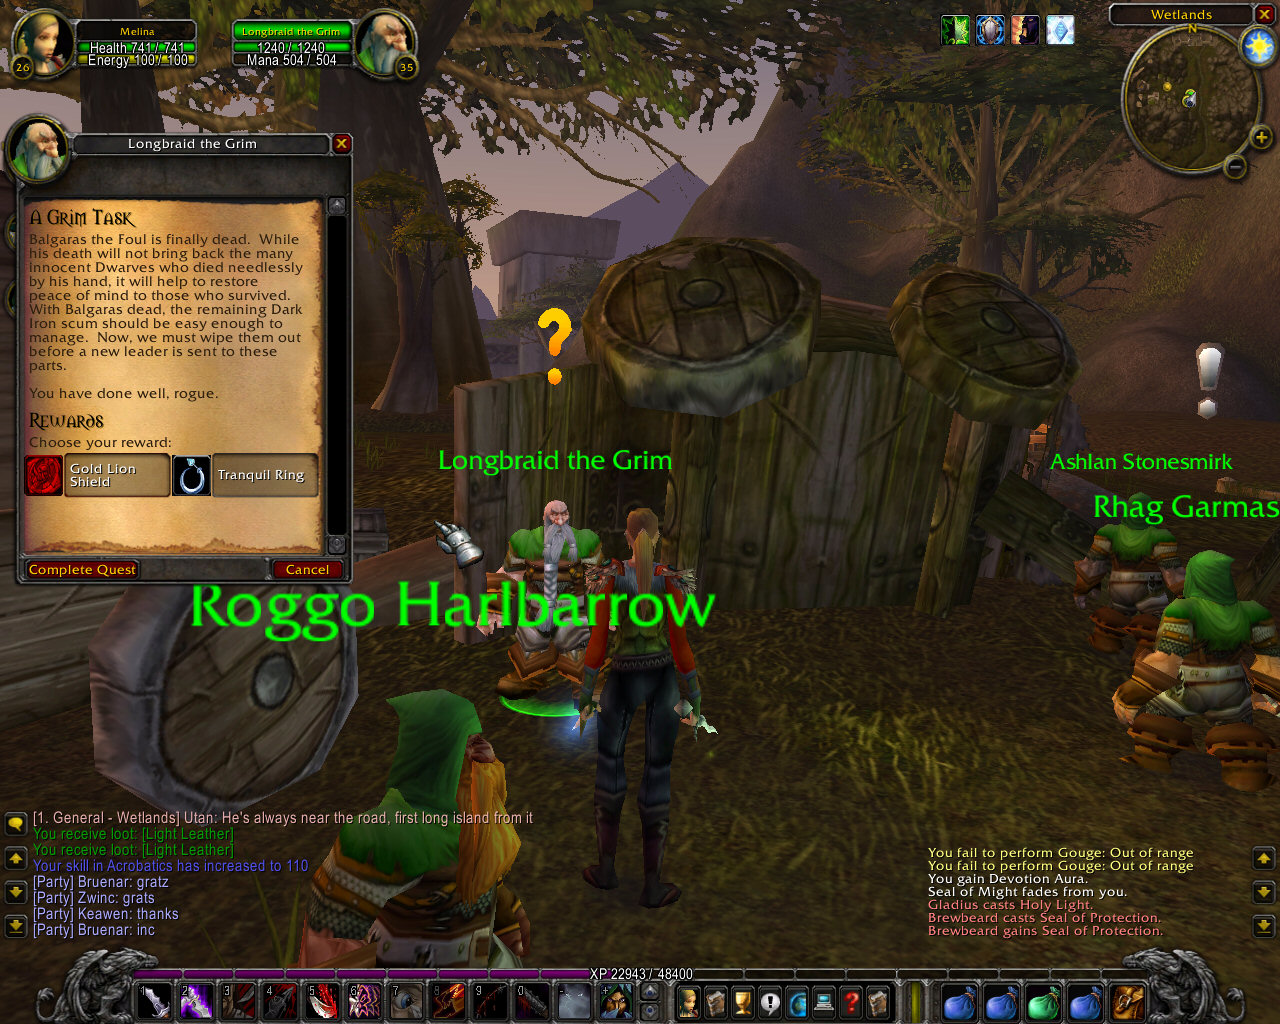 Melina
Health 741 / 741
Energy 100 / 100
26
Longbraid the Grim
1240 / 1240
Mana 504 / 504
35
Wetlands
N
Longbraid the Grim
A Grim Task
Balgaras the Foul is finally dead. While
his death will not bring back the many
innocent Dwarves who died needlessly
by his hand, it will help to restore
peace of mind to those who survived.
With Balgaras dead, the remaining Dark
Iron scum should be easy enough to
manage. Now, we must wipe them out
before a new leader is sent to these
parts.
You have done well, rogue.
Rewards
Choose your reward:
Gold Lion
Shield
Tranquil Ring
Complete Quest
Cancel
Longbraid the Grim
Ashlan Stonesmirk
Rhag Garmas
Roggo Harlbarrow
[1. General - Wetlands] Utan: He's always near the road, first long island from it
You receive loot: [Light Leather]
You receive loot: [Light Leather]
Your skill in Acrobatics has increased to 110
[Party] Bruenar: gratz
[Party] Zwinc: grats
[Party] Keawen: thanks
[Party] Bruenar: inc
You fail to perform Gouge: Out of range
You fail to perform Gouge: Out of range
You gain Devotion Aura.
Seal of Might fades from you.
Gladius casts Holy Light.
Brewbeard casts Seal of Protection.
Brewbeard gains Seal of Protection.
XP 22943 / 48400
1 2 3 4 5 6 7 8 9 0 - +